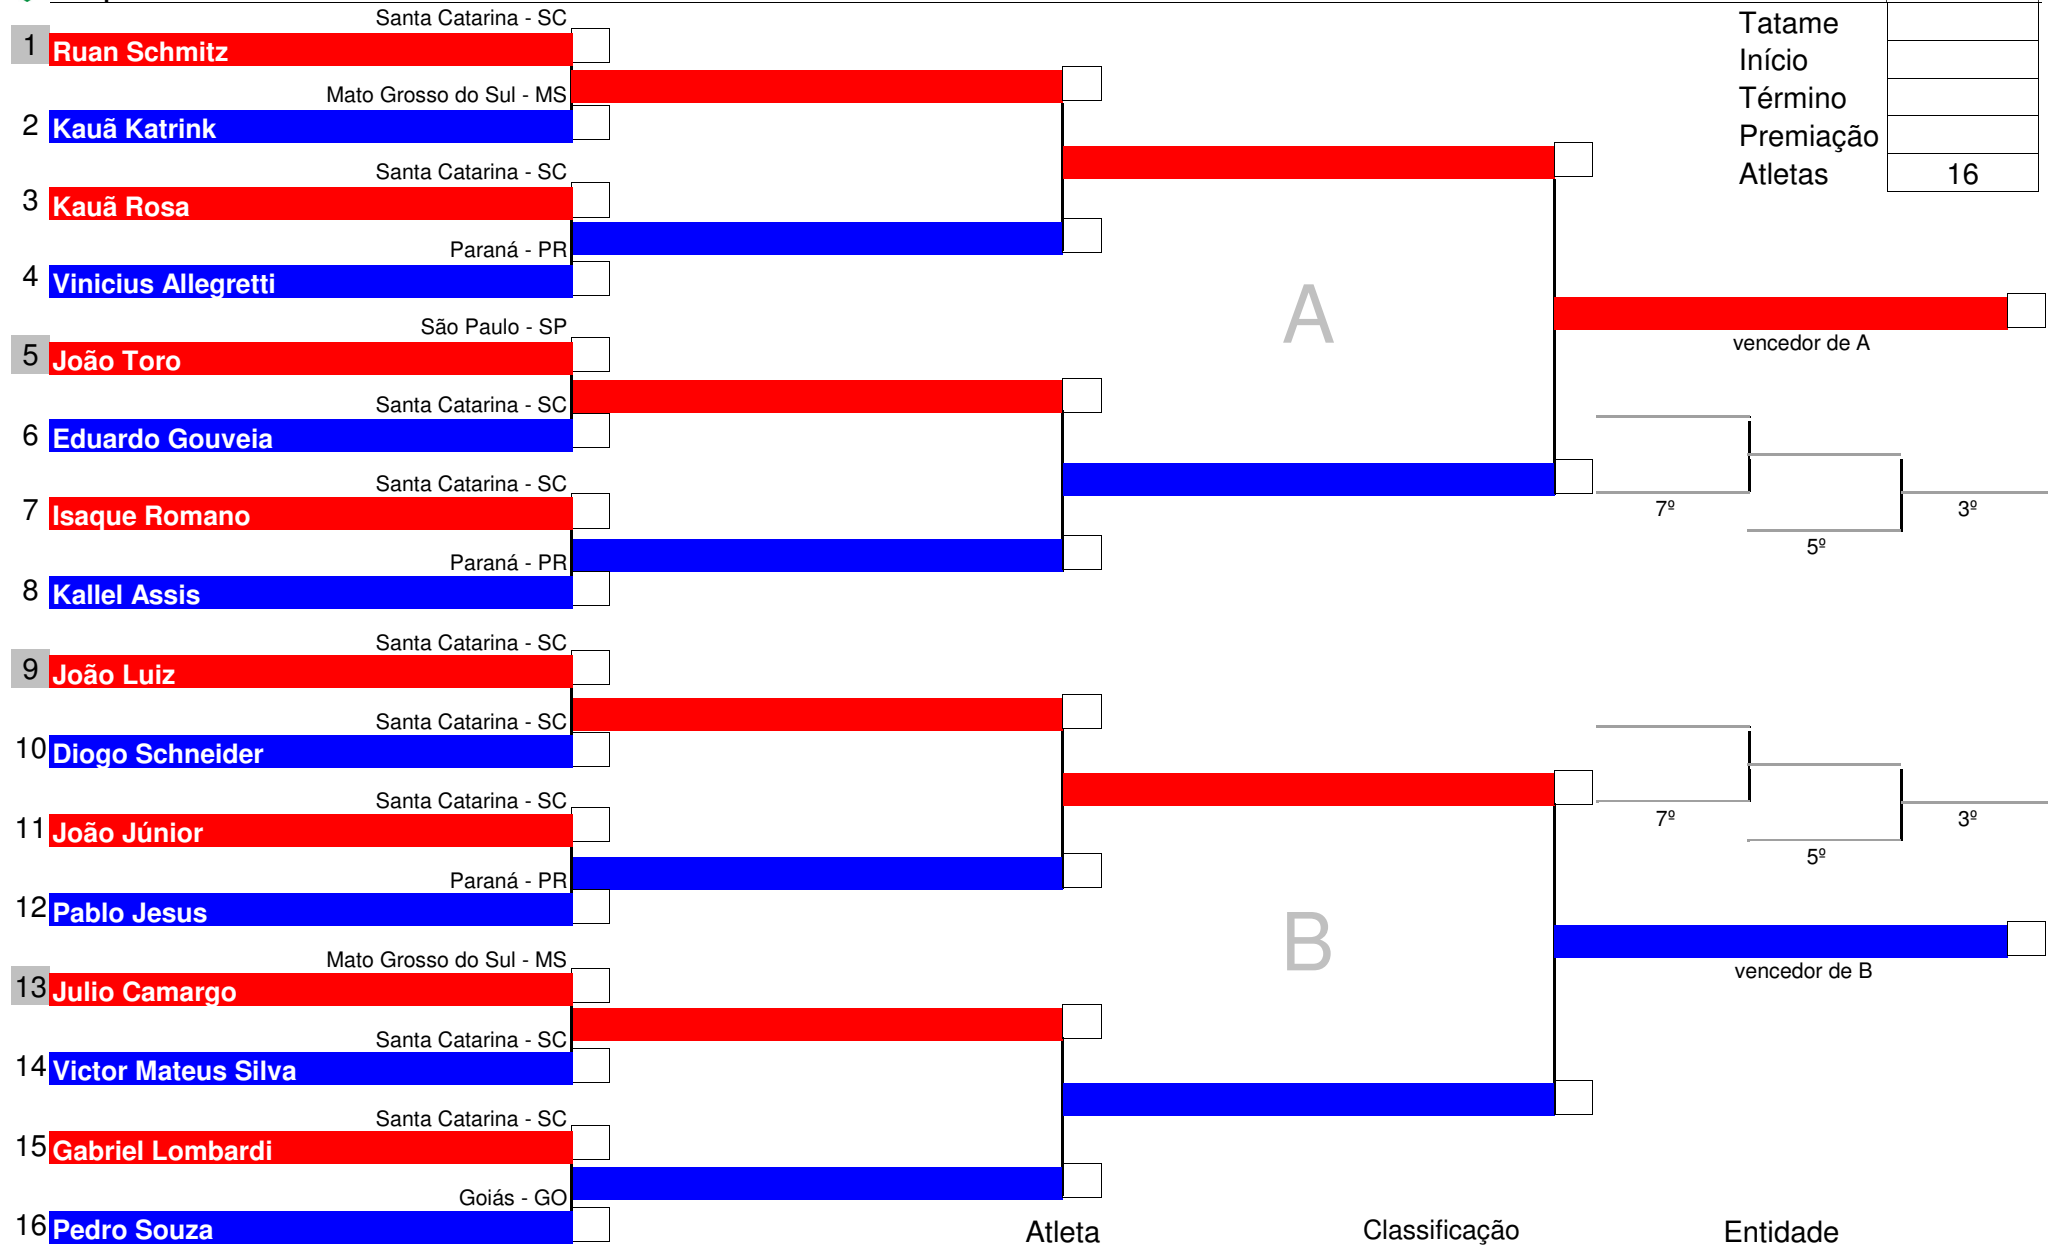 Santa Catarina - SC
1 Ruan Schmitz
Mato Grosso do Sul - MS
2 Kauã Katrink
Santa Catarina - SC
3 Kauã Rosa
Paraná - PR
4 Vinicius Allegretti
São Paulo - SP
5 João Toro
Santa Catarina - SC
6 Eduardo Gouveia
Santa Catarina - SC
7 Isaque Romano
Paraná - PR
8 Kallel Assis
Santa Catarina - SC
9 João Luiz
Santa Catarina - SC
10 Diogo Schneider
Santa Catarina - SC
11 João Júnior
Paraná - PR
12 Pablo Jesus
Mato Grosso do Sul - MS
13 Julio Camargo
Santa Catarina - SC
14 Victor Mateus Silva
Santa Catarina - SC
15 Gabriel Lombardi
Goiás - GO
16 Pedro Souza
A
B
Tatame
Início
Término
Premiação
Atletas 16
vencedor de A
7º
3º
5º
7º
3º
5º
vencedor de B
Atleta Classificação Entidade